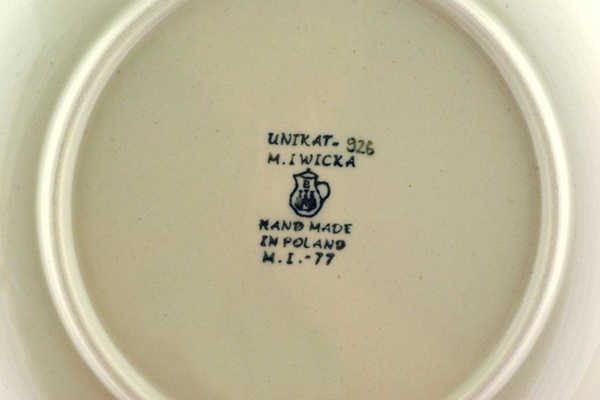 UNIKAT- 926
M. IWICKA
B
HAND MADE
IN POLAND
M. I. - 77